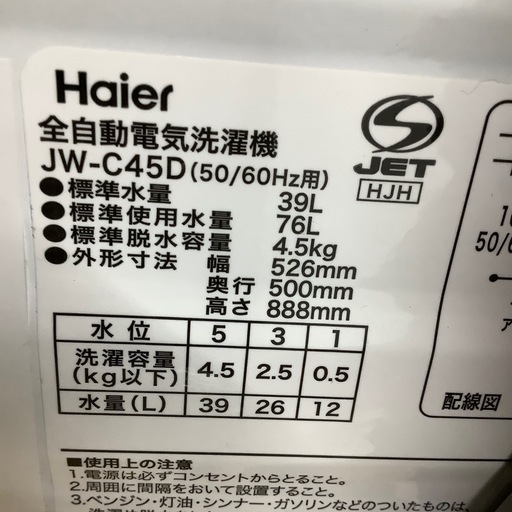 Haier
全自動電気洗濯機
JW-C45D(50/60Hz用)
S JET
HJH
●標準水量 39L
●標準使用水量 76L
●標準脱水容量 4.5kg
●外形寸法 幅 526mm
奥行 500mm
高さ 888mm
水位 5 3 1
洗濯容量(kg以下) 4.5 2.5 0.5
水量(L) 39 26 12
配線図
■使用上の注意
1.電源は必ずコンセントからとること。
2.周囲に間隔をおいて設置すること。
3.ベンジン・灯油・シンナー・ガソリンなどのついたものは、